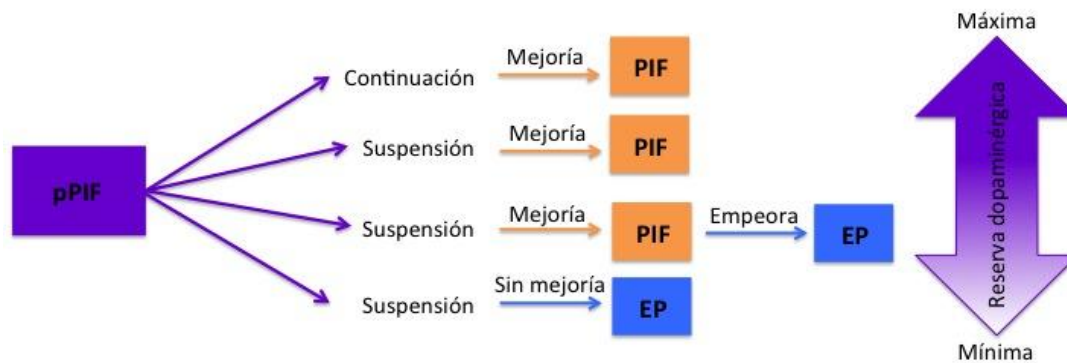 Máxima
Mejoría
PIF
Continuación
Mejoría
PIF
Suspensión
pPIF
Reserva dopaminérgica
Mejoría
PIF
Empeora
EP
Suspensión
Sin mejoría
EP
Suspensión
Mínima